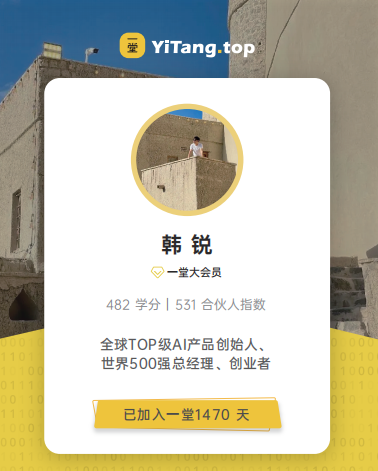 一堂
YiTang.top
韩 锐
一堂大会员
482 学分 | 531 合伙人指数
全球TOP级AI产品创始人、
世界500强总经理、创业者
已加入一堂1470 天